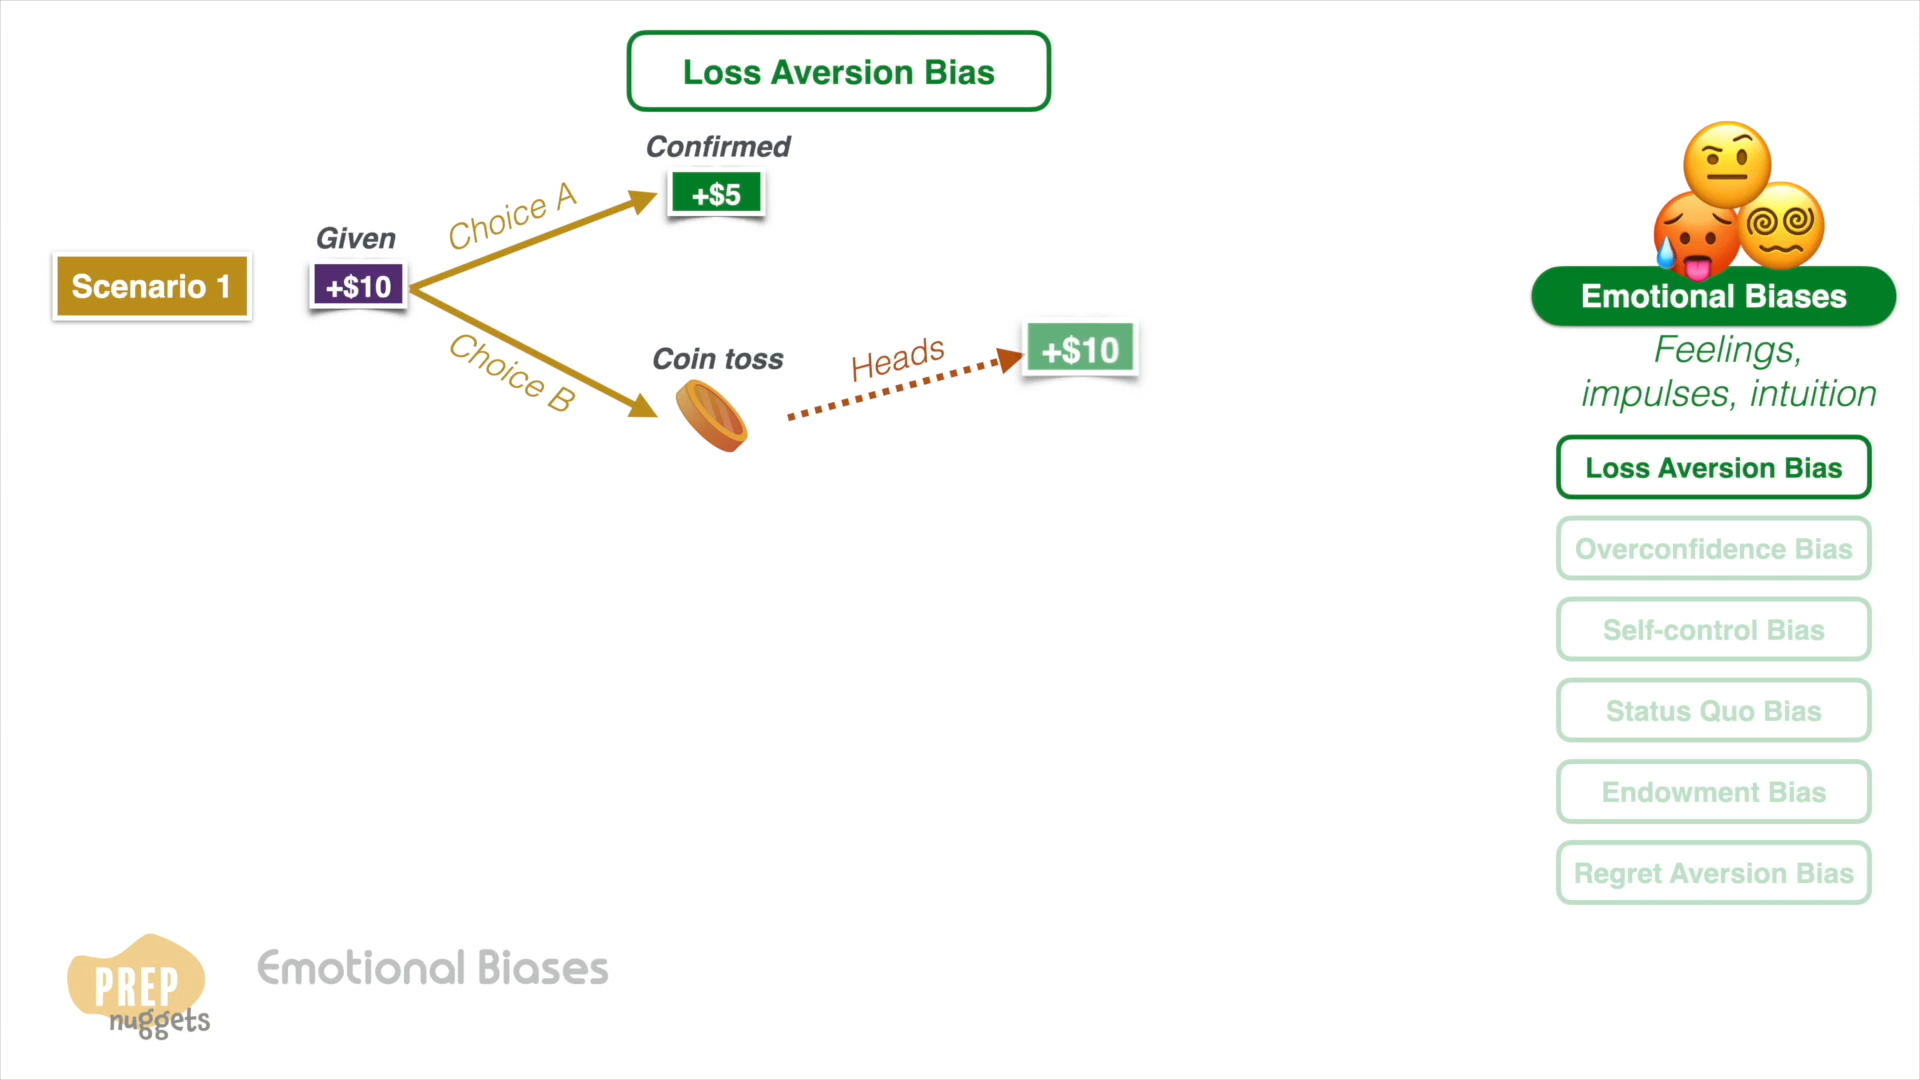 Loss Aversion Bias
Confirmed
+$5
Choice A
Given
+$10
Scenario 1
Choice B
Coin toss
Heads
+$10
Emotional Biases
Feelings,
impulses, intuition
Loss Aversion Bias
Overconfidence Bias
Self-control Bias
Status Quo Bias
Endowment Bias
Regret Aversion Bias
PREP
nuggets
Emotional Biases